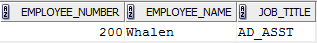 EMPLOYEE_NUMBER EMPLOYEE_NAME JOB_TITLE
200 Whalen AD_ASST